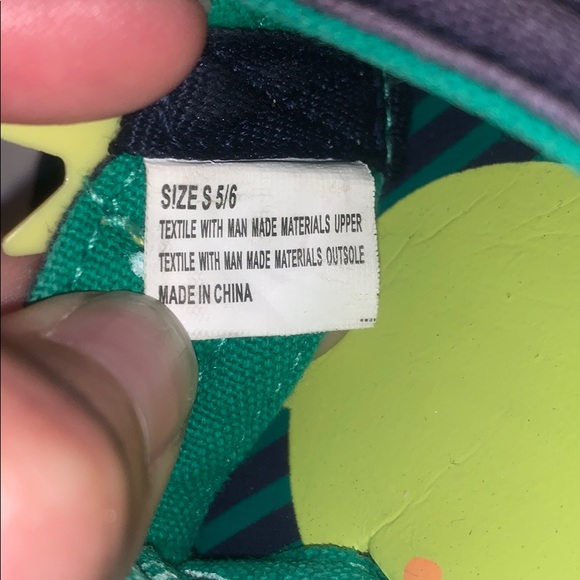 SIZE S 5/6
TEXTILE WITH MAN MADE MATERIALS UPPER
TEXTILE WITH MAN MADE MATERIALS OUTSOLE
MADE IN CHINA